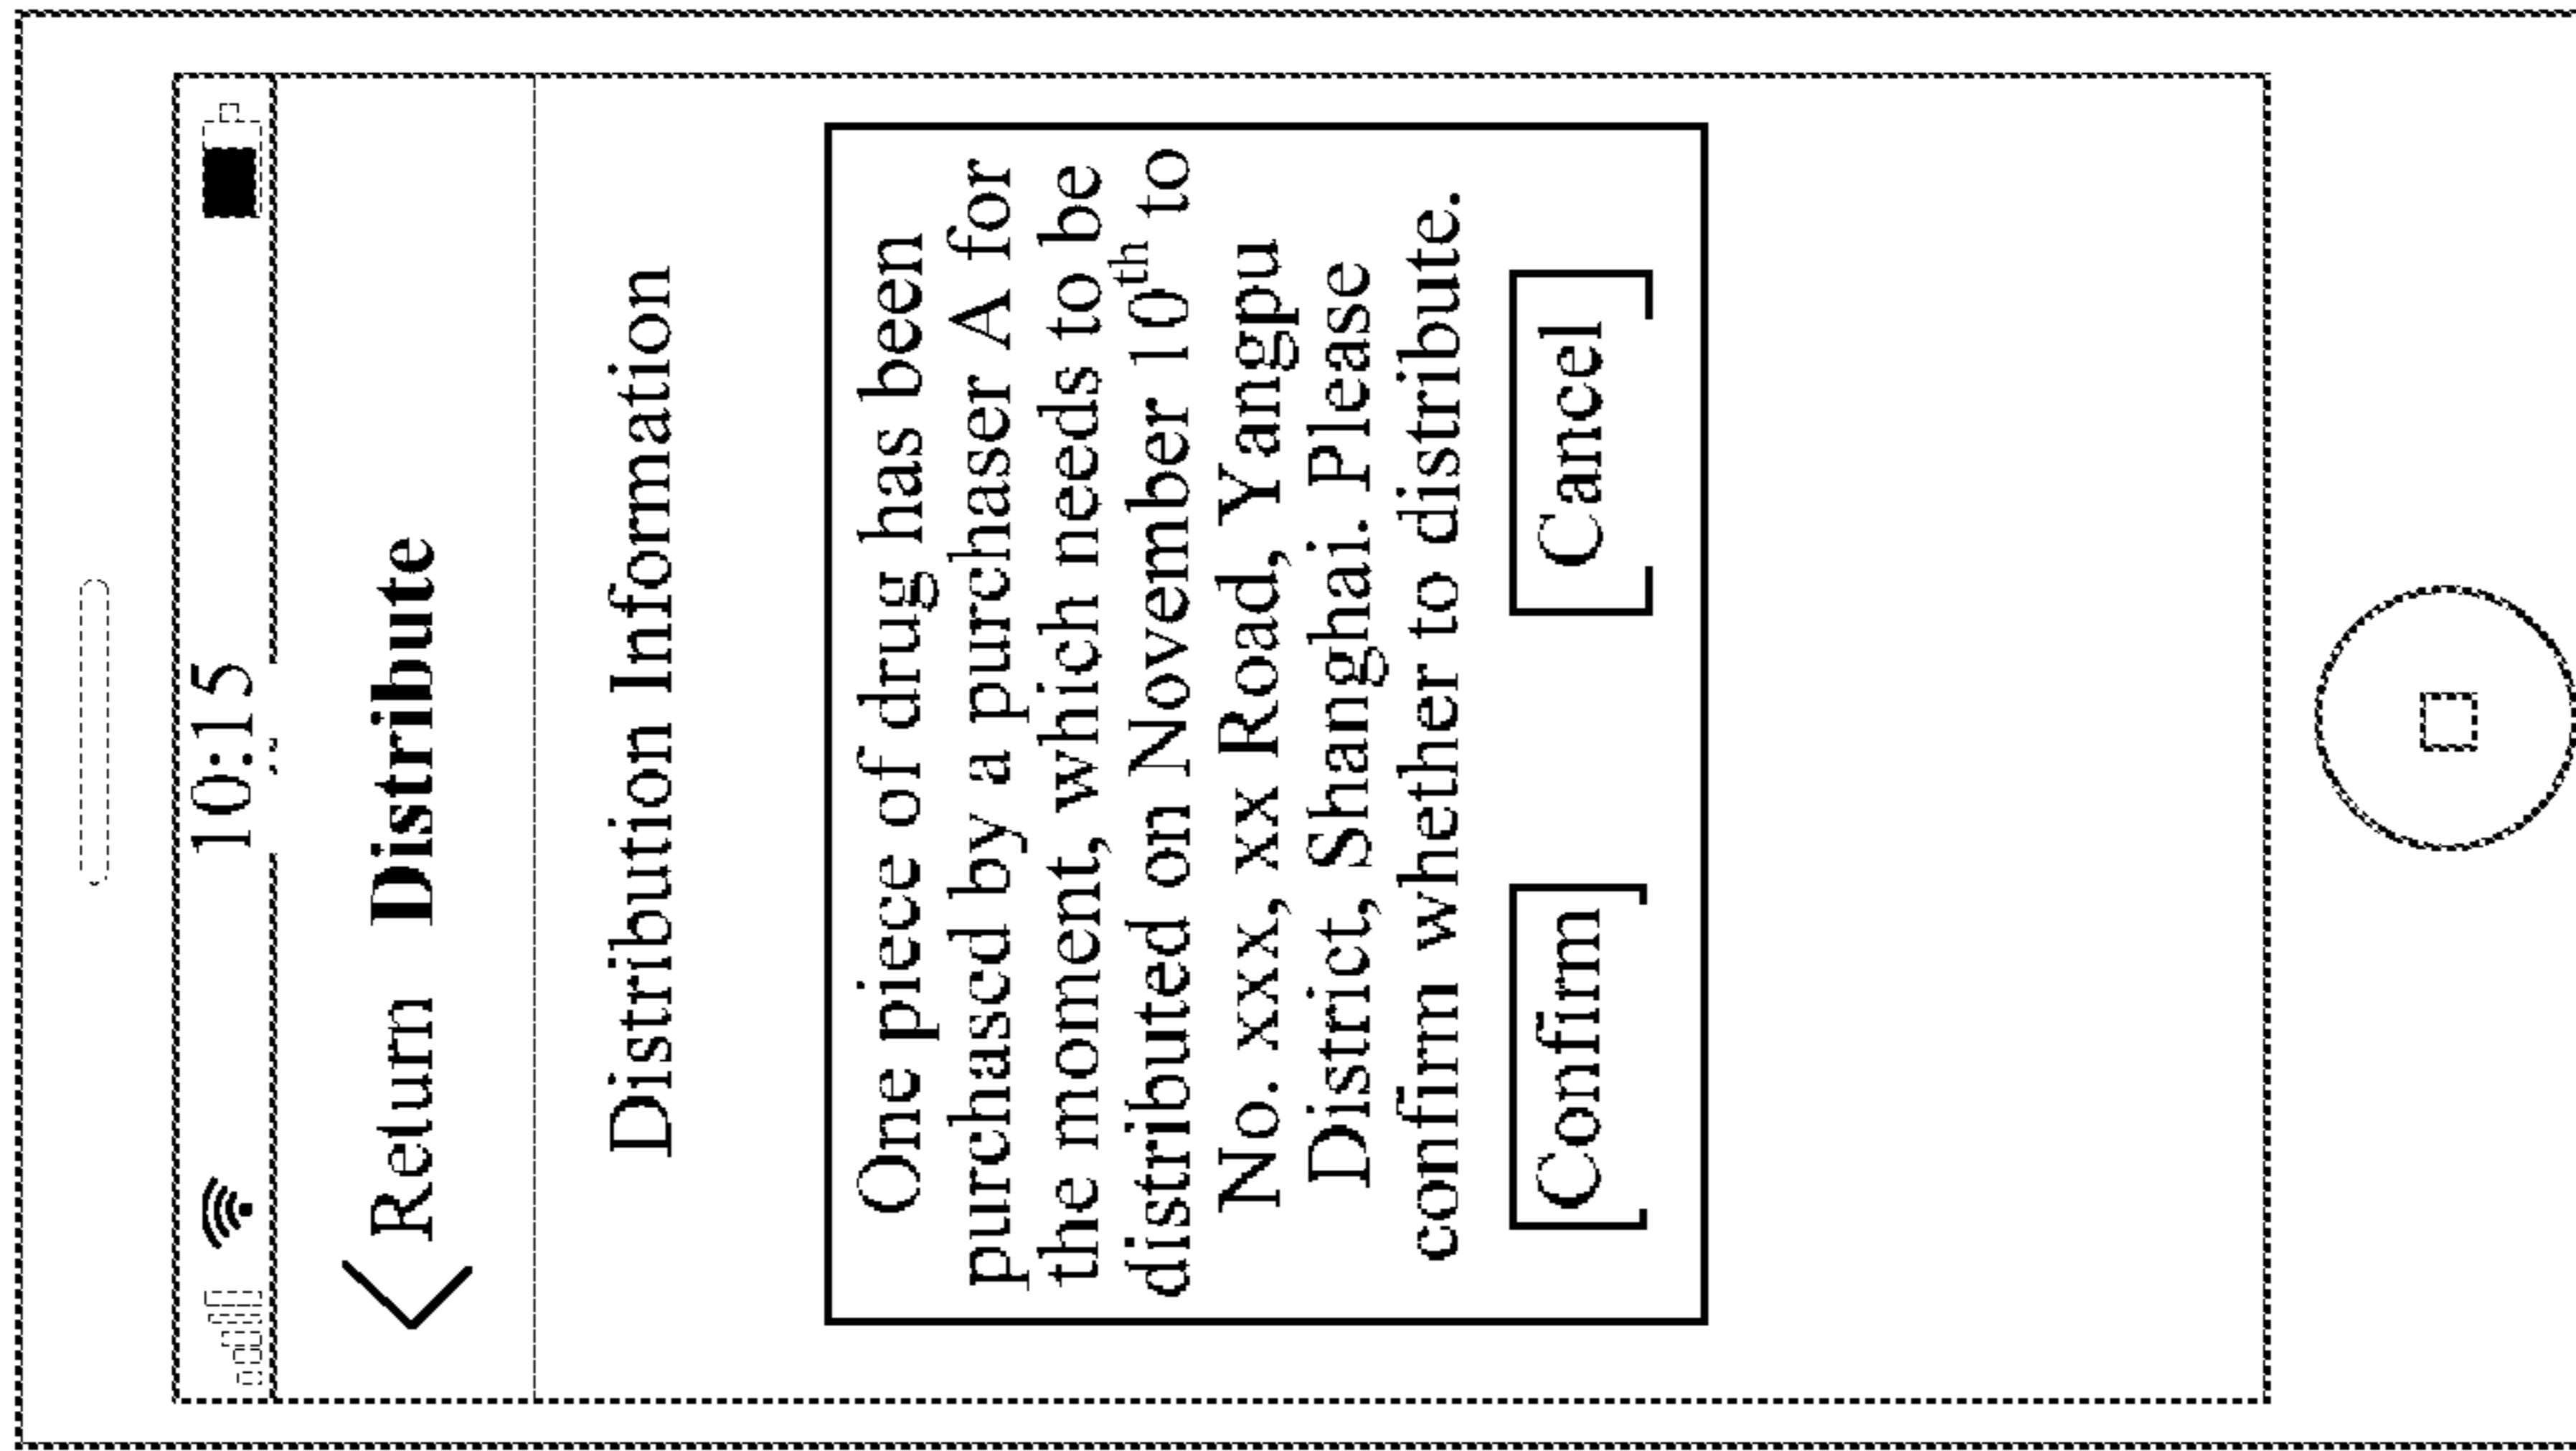 10:15
Return Distribute
Distribution Information
One piece of drug has been
purchased by a purchaser A for
the moment, which needs to be
distributed on November 10th to
No. xxx, xx Road, Yangpu
District, Shanghai. Please
confirm whether to distribute.
Confirm Cancel